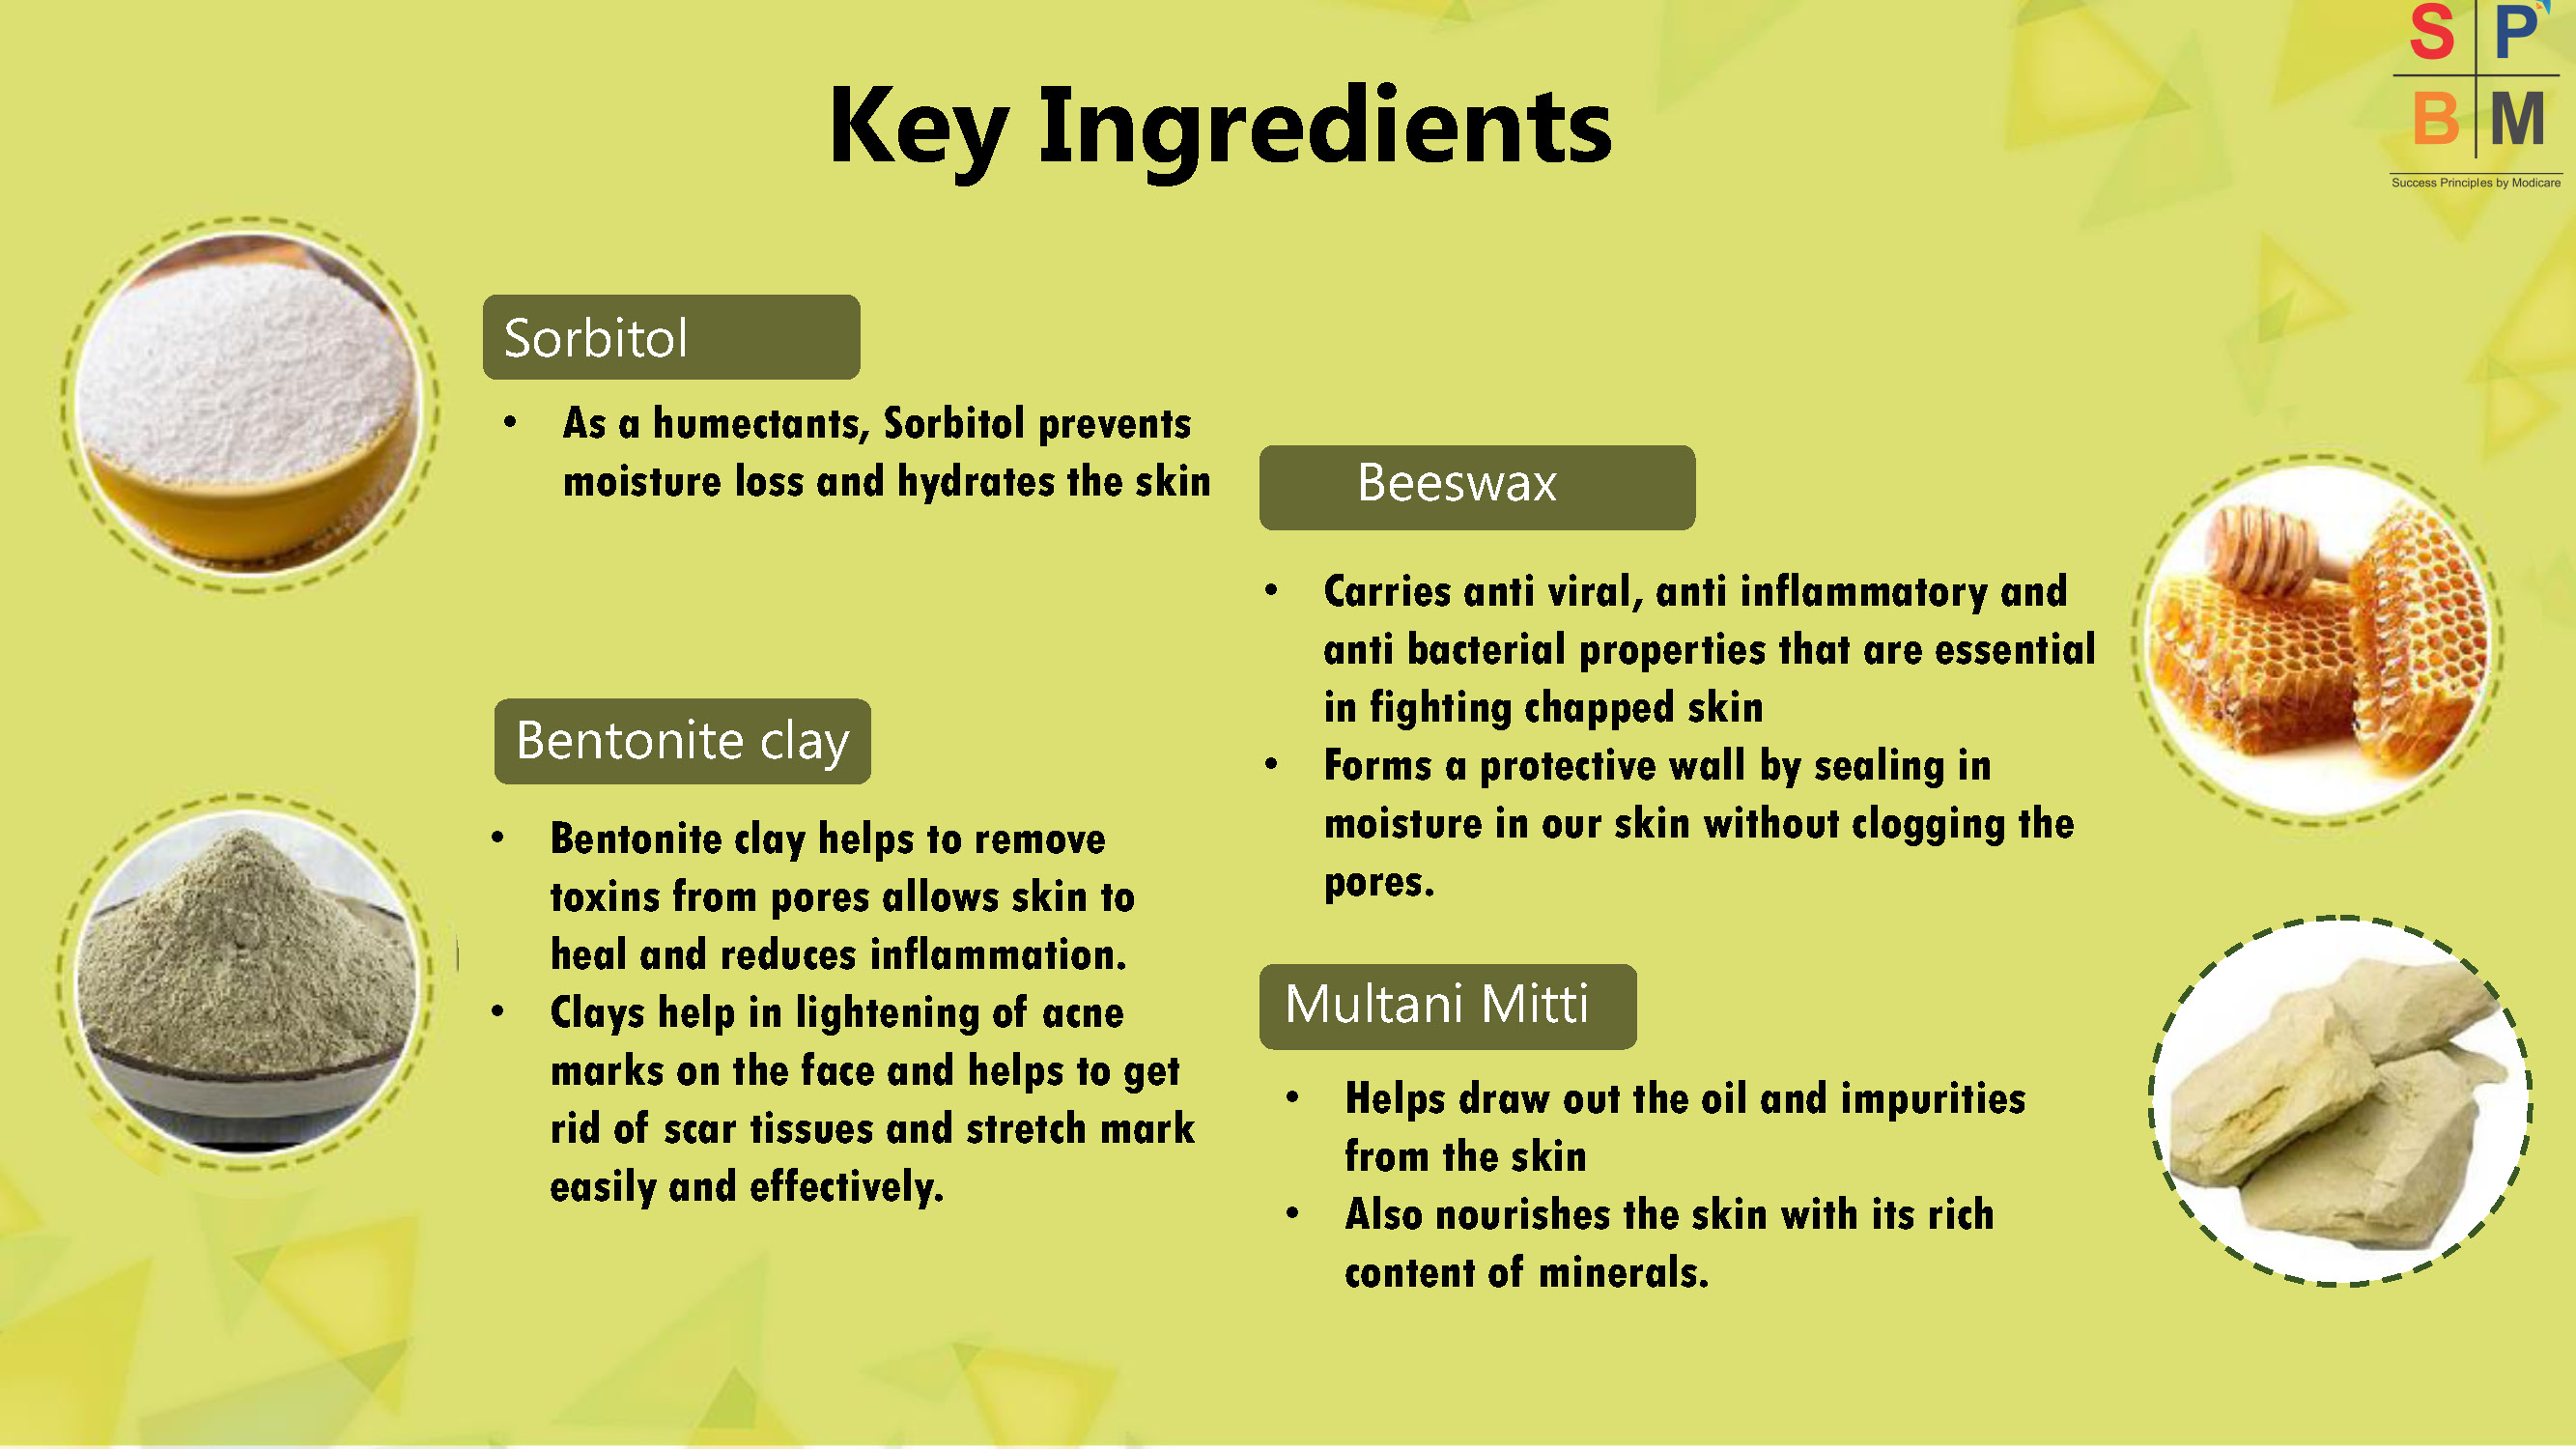 Key Ingredients
S P
B M
Success Principles by Modicare
Sorbitol
• As a humectants, Sorbitol prevents
moisture loss and hydrates the skin
Bentonite clay
• Bentonite clay helps to remove
toxins from pores allows skin to
heal and reduces inflammation.
• Clays help in lightening of acne
marks on the face and helps to get
rid of scar tissues and stretch mark
easily and effectively.
Beeswax
• Carries anti viral, anti inflammatory and
anti bacterial properties that are essential
in fighting chapped skin
• Forms a protective wall by sealing in
moisture in our skin without clogging the
pores.
Multani Mitti
• Helps draw out the oil and impurities
from the skin
• Also nourishes the skin with its rich
content of minerals.